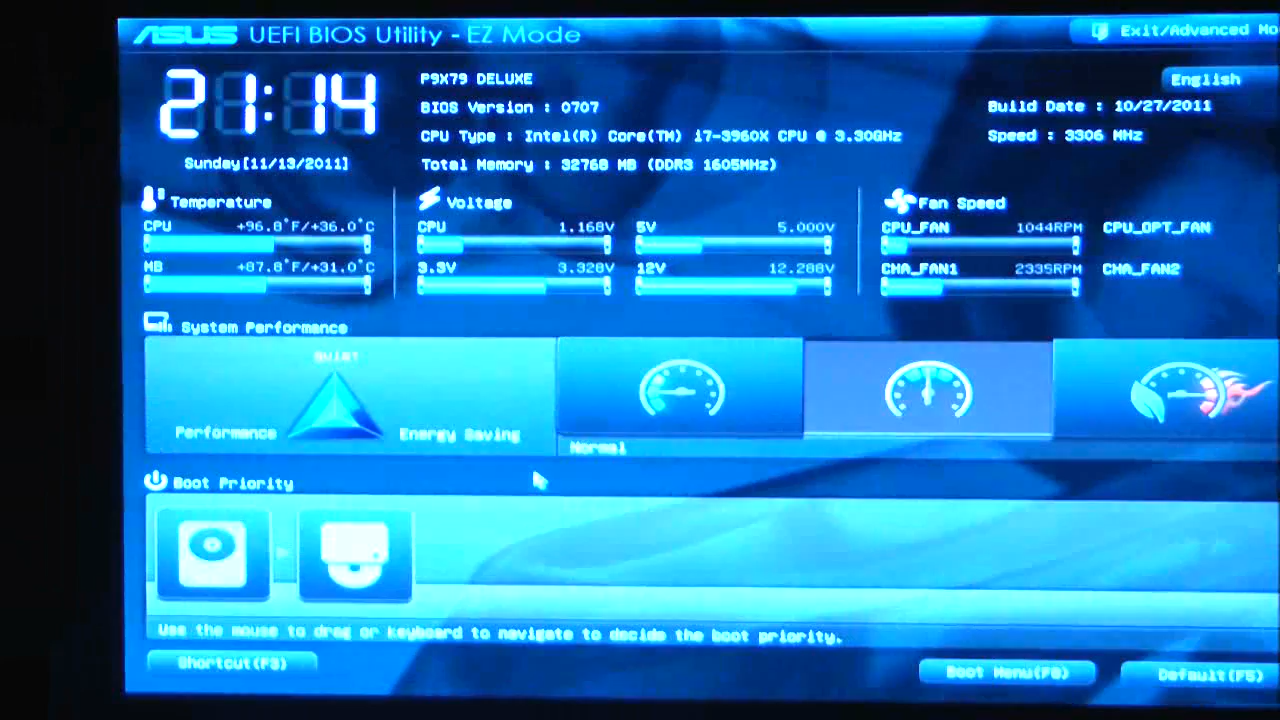 ASUS UEFI BIOS Utility - EZ Mode
Exit/Advanced Mo
21:14
P9X79 DELUXE
English
BIOS Version : 0707
Build Date : 10/27/2011
CPU Type : Intel(R) Core(TM) i7-3960X CPU @ 3.30GHz
Speed : 3306 MHz
Sunday[11/13/2011]
Total Memory : 32768 MB (DDR3 1605MHz)
Temperature
Voltage
Fan Speed
CPU +96.8°F/+36.0°C
CPU 1.168V
5V 5.000V
CPU_FAN 1044RPM
CPU_OPT_FAN
MB +87.8°F/+31.0°C
3.3V 3.328V
12V 12.288V
CHA_FAN1 2335RPM
CHA_FAN2
System Performance
Quiet
Performance
Energy Saving
Normal
Boot Priority
Use the mouse to drag or keyboard to navigate to decide the boot priority.
Shortcut(F3)
Boot Menu(F8)
Default(F5)